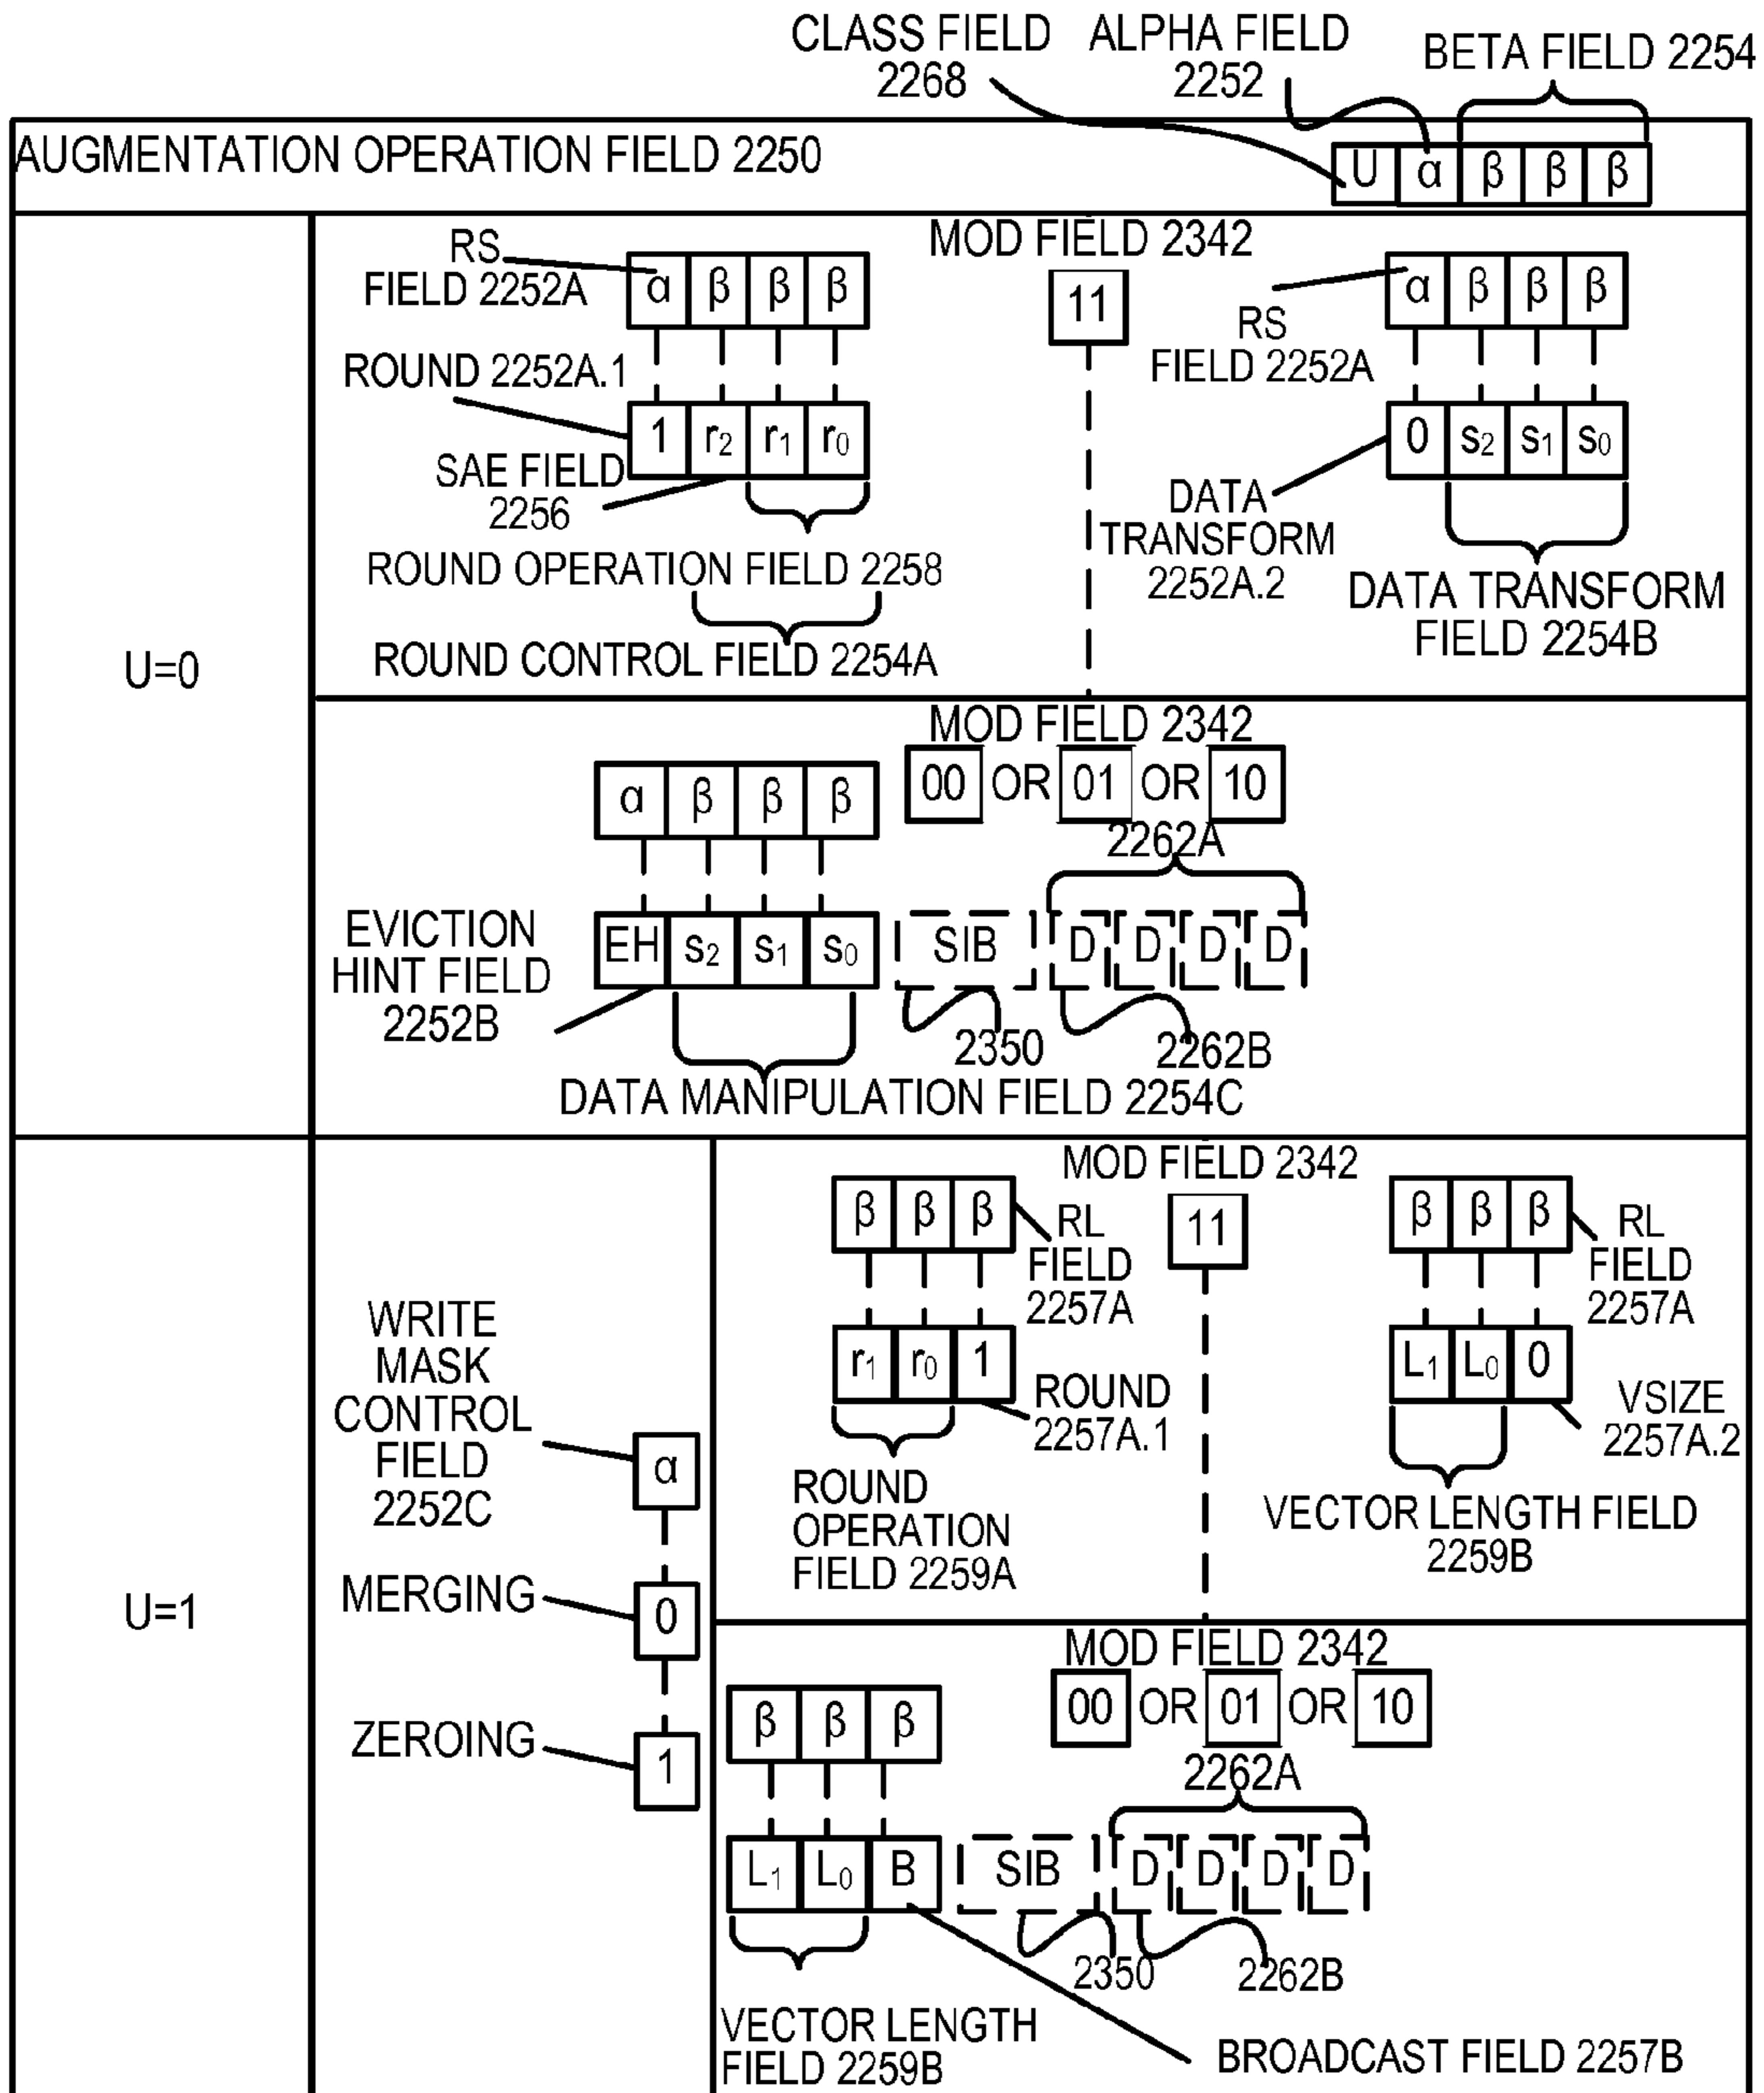 CLASS FIELD
2268
ALPHA FIELD
2252
BETA FIELD 2254
AUGMENTATION OPERATION FIELD 2250
U α β β β
U=0
MOD FIELD 2342
11
RS
FIELD 2252A
α β β β
ROUND 2252A.1
1 r2 r1 r0
SAE FIELD
2256
ROUND OPERATION FIELD 2258
ROUND CONTROL FIELD 2254A
α β β β
RS
FIELD 2252A
0 s2 s1 s0
DATA
TRANSFORM
2252A.2
DATA TRANSFORM
FIELD 2254B
MOD FIELD 2342
00 OR 01 OR 10
α β β β
2262A
EVICTION
HINT FIELD
2252B
EH s2 s1 s0 SIB D D D D
2350
2262B
DATA MANIPULATION FIELD 2254C
U=1
WRITE
MASK
CONTROL
FIELD
2252C
α
MERGING
0
ZEROING
1
MOD FIELD 2342
11
β β β
RL
FIELD
2257A
r1 r0 1
ROUND
2257A.1
ROUND
OPERATION
FIELD 2259A
β β β
RL
FIELD
2257A
L1 L0 0
VSIZE
2257A.2
VECTOR LENGTH FIELD
2259B
MOD FIELD 2342
00 OR 01 OR 10
β β β
2262A
L1 L0 B SIB D D D D
2350
2262B
VECTOR LENGTH
FIELD 2259B
BROADCAST FIELD 2257B